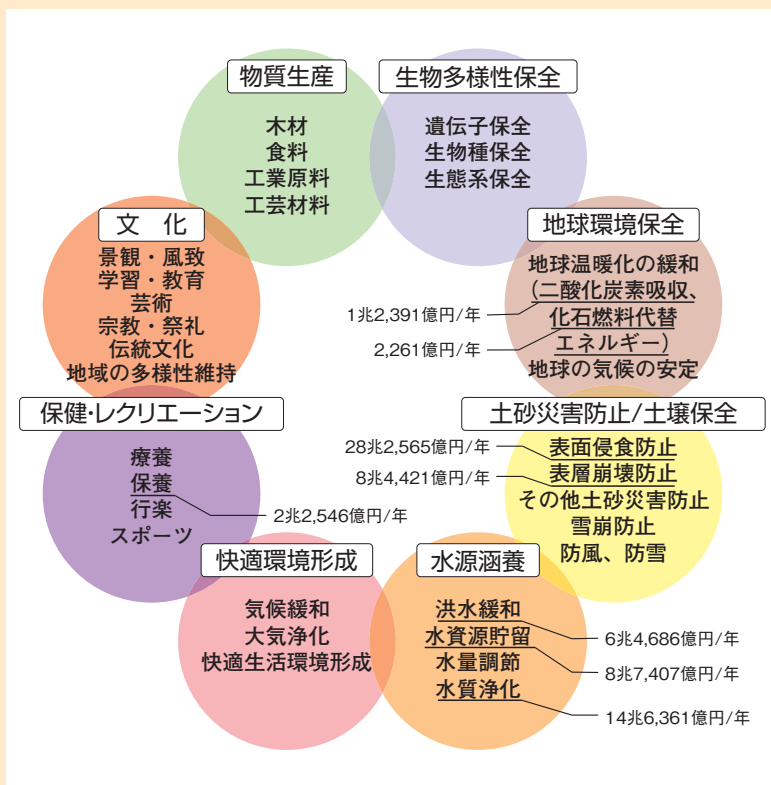 物質生産
木材
食料
工業原料
工芸材料
生物多様性保全
遺伝子保全
生物種保全
生態系保全
文　化
景観・風致
学習・教育
芸術
宗教・祭礼
伝統文化
地域の多様性維持
地球環境保全
地球温暖化の緩和
(二酸化炭素吸収、
化石燃料代替
エネルギー)
地球の気候の安定
1兆2,391億円/年
2,261億円/年
保健・レクリエーション
療養
保養
行楽
スポーツ
2兆2,546億円/年
土砂災害防止/土壌保全
表面侵食防止
表層崩壊防止
その他土砂災害防止
雪崩防止
防風、防雪
28兆2,565億円/年
8兆4,421億円/年
快適環境形成
気候緩和
大気浄化
快適生活環境形成
水源涵養
洪水緩和
水資源貯留
水量調節
水質浄化
6兆4,686億円/年
8兆7,407億円/年
14兆6,361億円/年